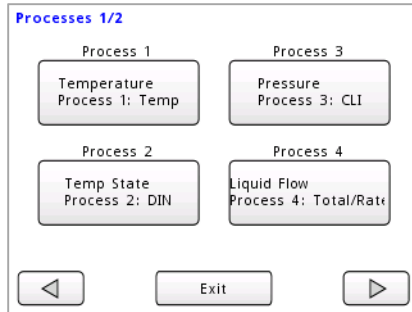 Processes 1/2
Process 1
Temperature
Process 1: Temp
Process 3
Pressure
Process 3: CLI
Process 2
Temp State
Process 2: DIN
Process 4
Liquid Flow
Process 4: Total/Rate
Exit